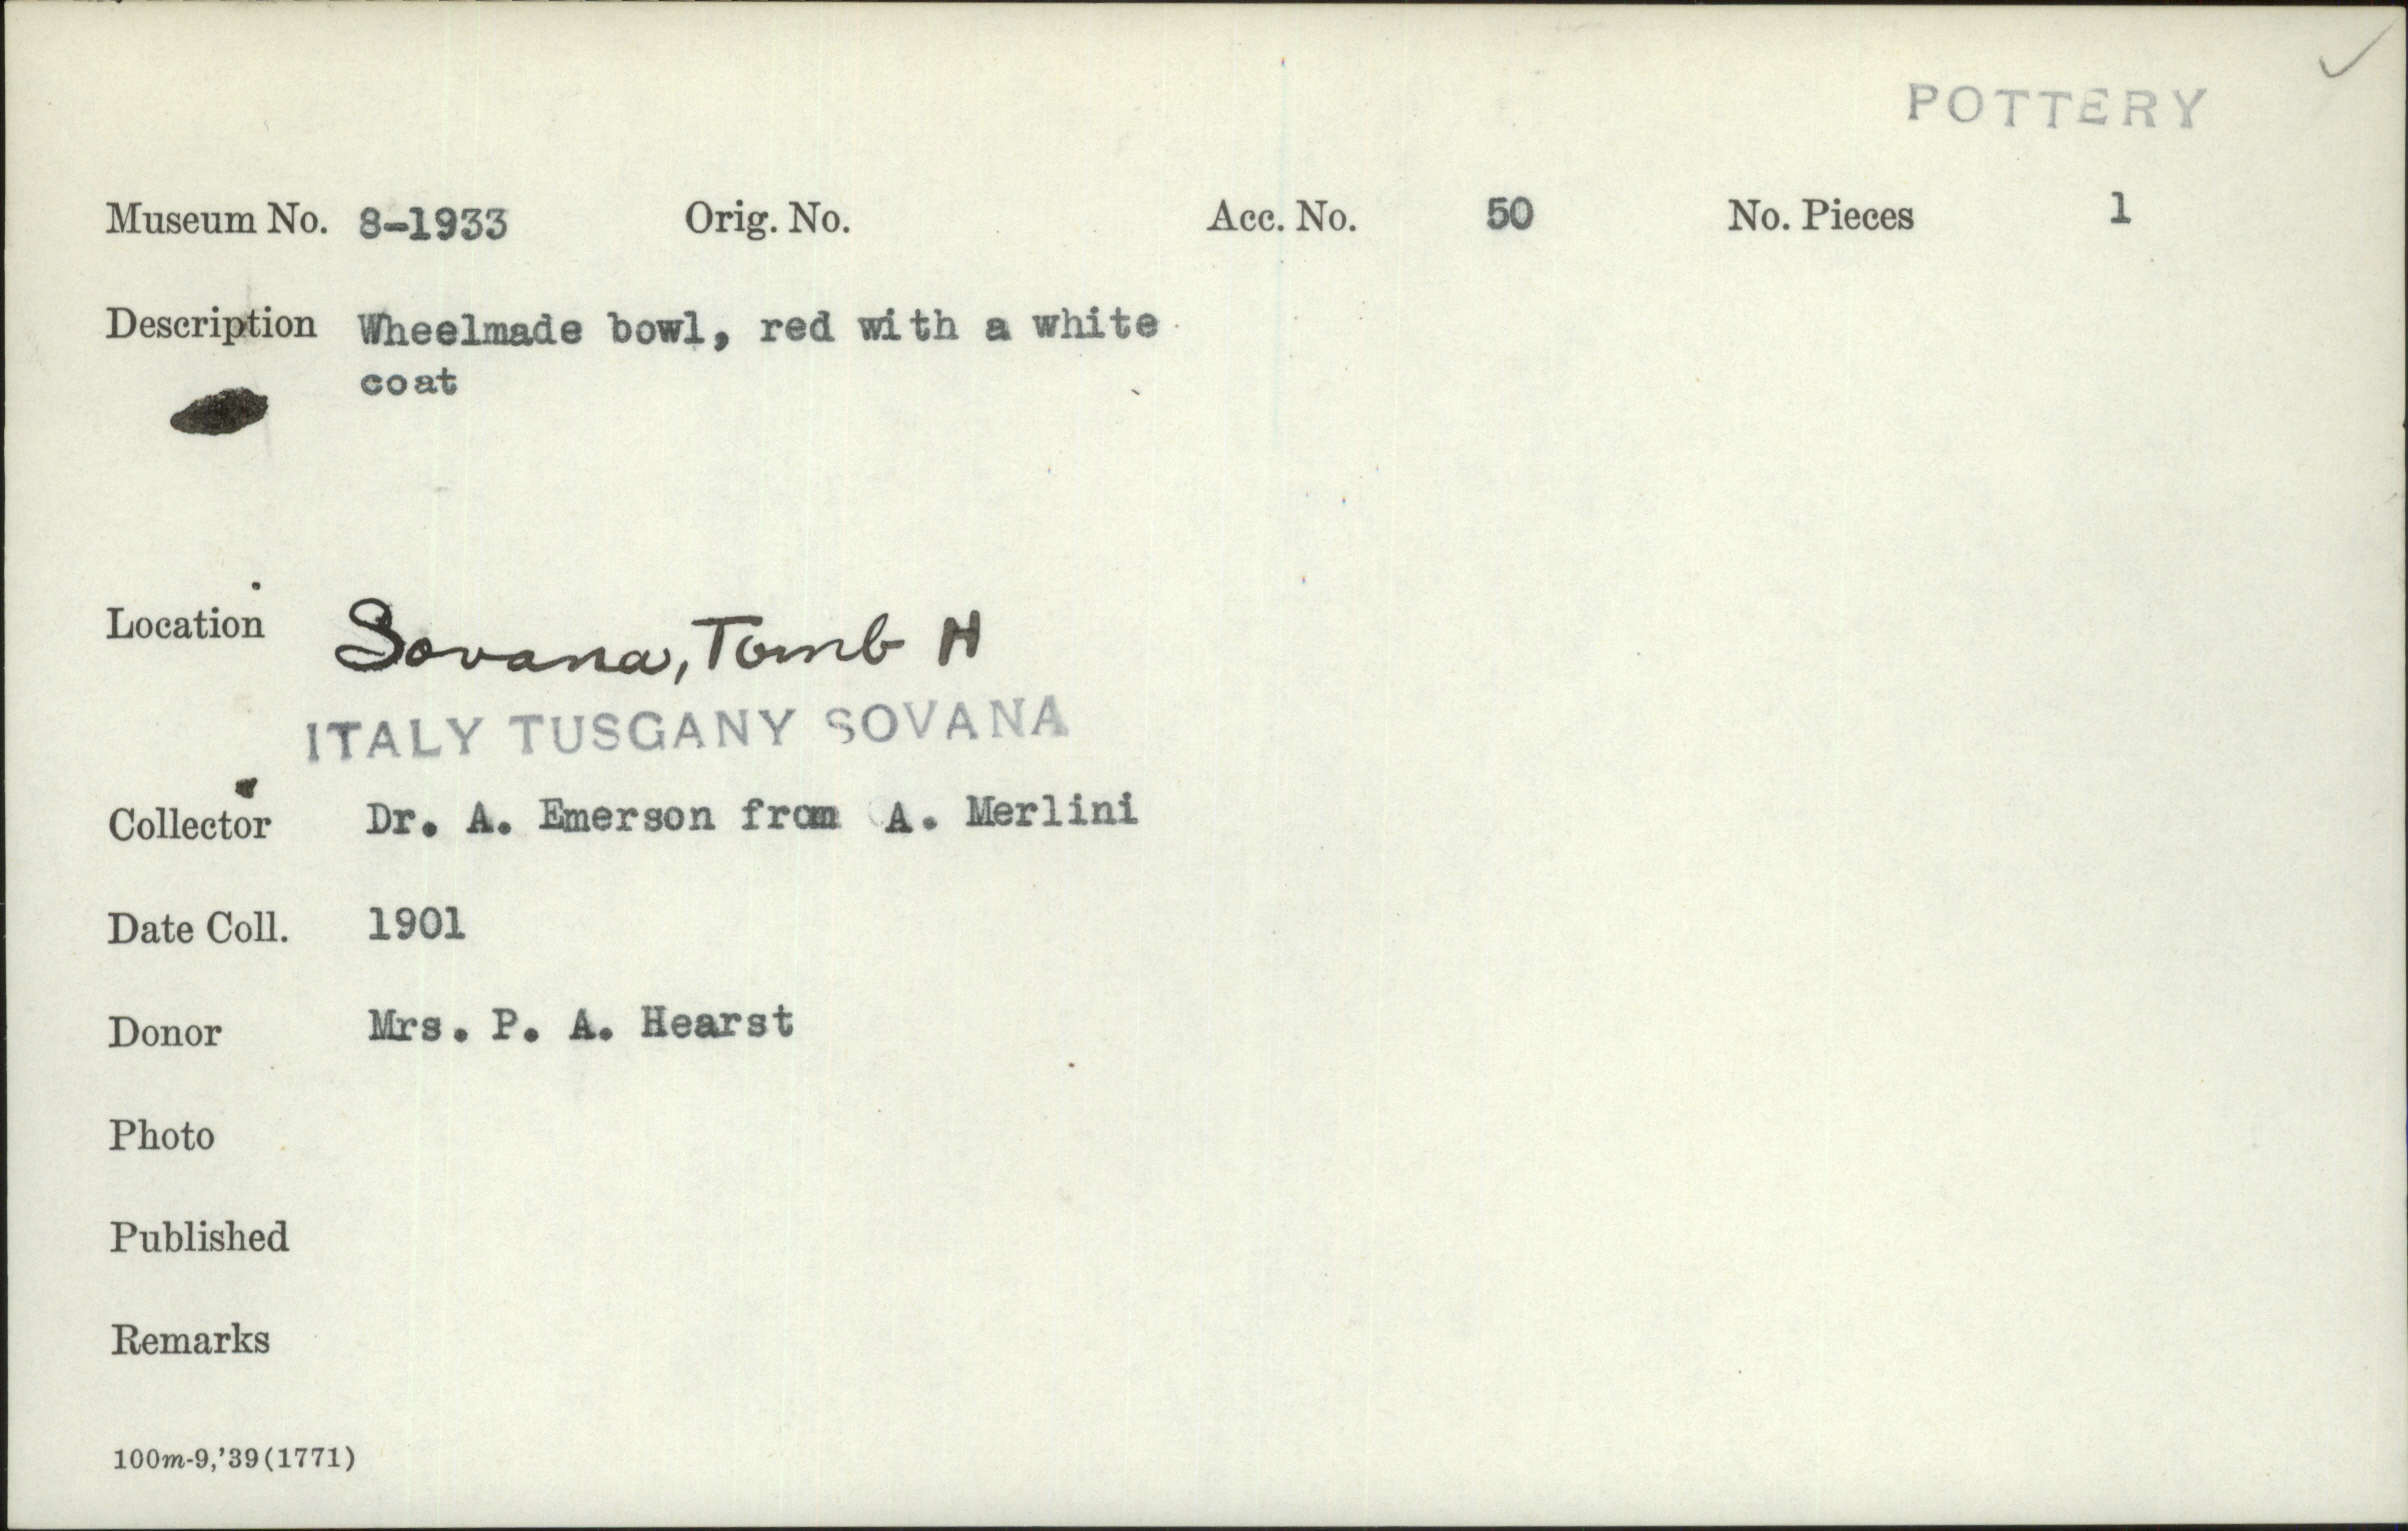 POTTERY
Museum No. 8-1933 Orig. No. Acc. No. 50 No. Pieces 1
Description Wheelmade bowl, red with a white
coat
Location Sovana, Tomb H
ITALY TUSCANY SOVANA
Collector Dr. A. Emerson from A. Merlini
Date Coll. 1901
Donor Mrs. P. A. Hearst
Photo
Published
Remarks
100m-9,'39(1771)